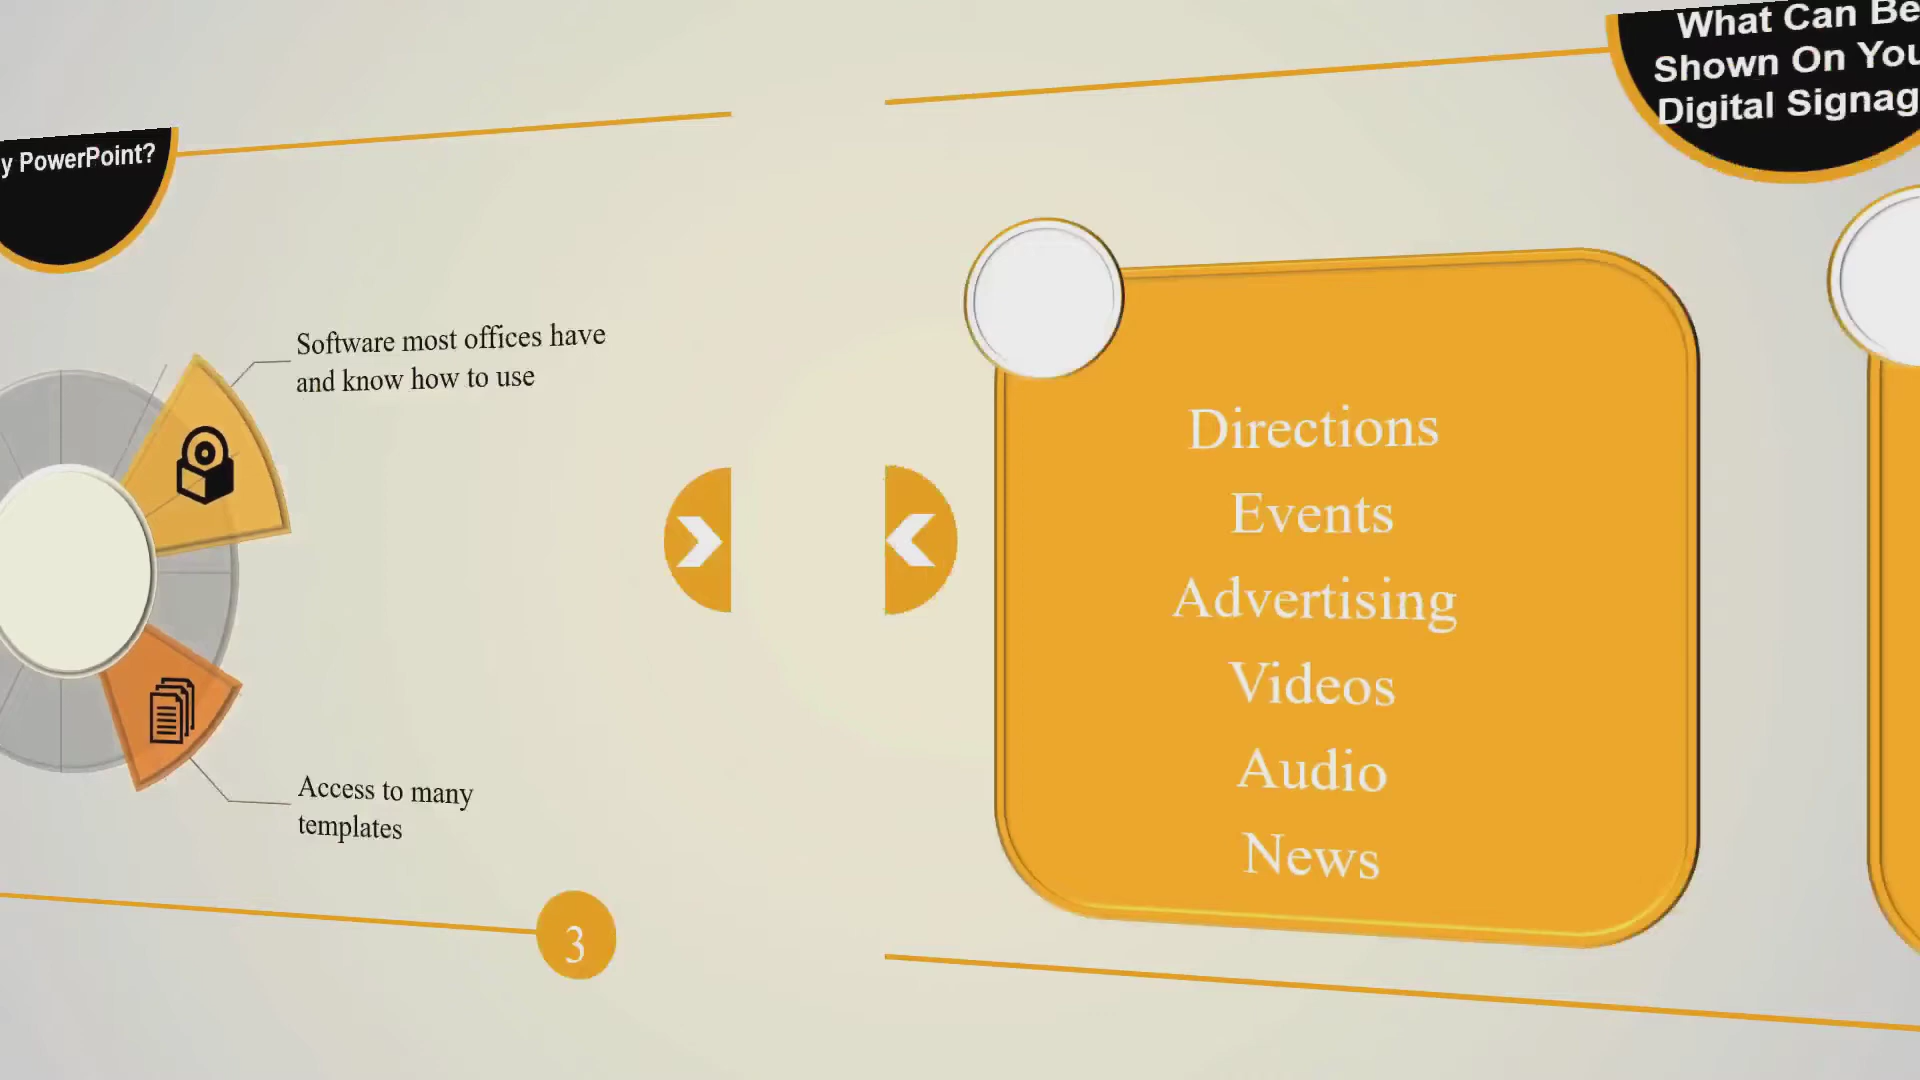 y PowerPoint?
Software most offices have
and know how to use
Access to many
templates
3
What Can Be
Shown On You
Digital Signag
Directions
Events
Advertising
Videos
Audio
News